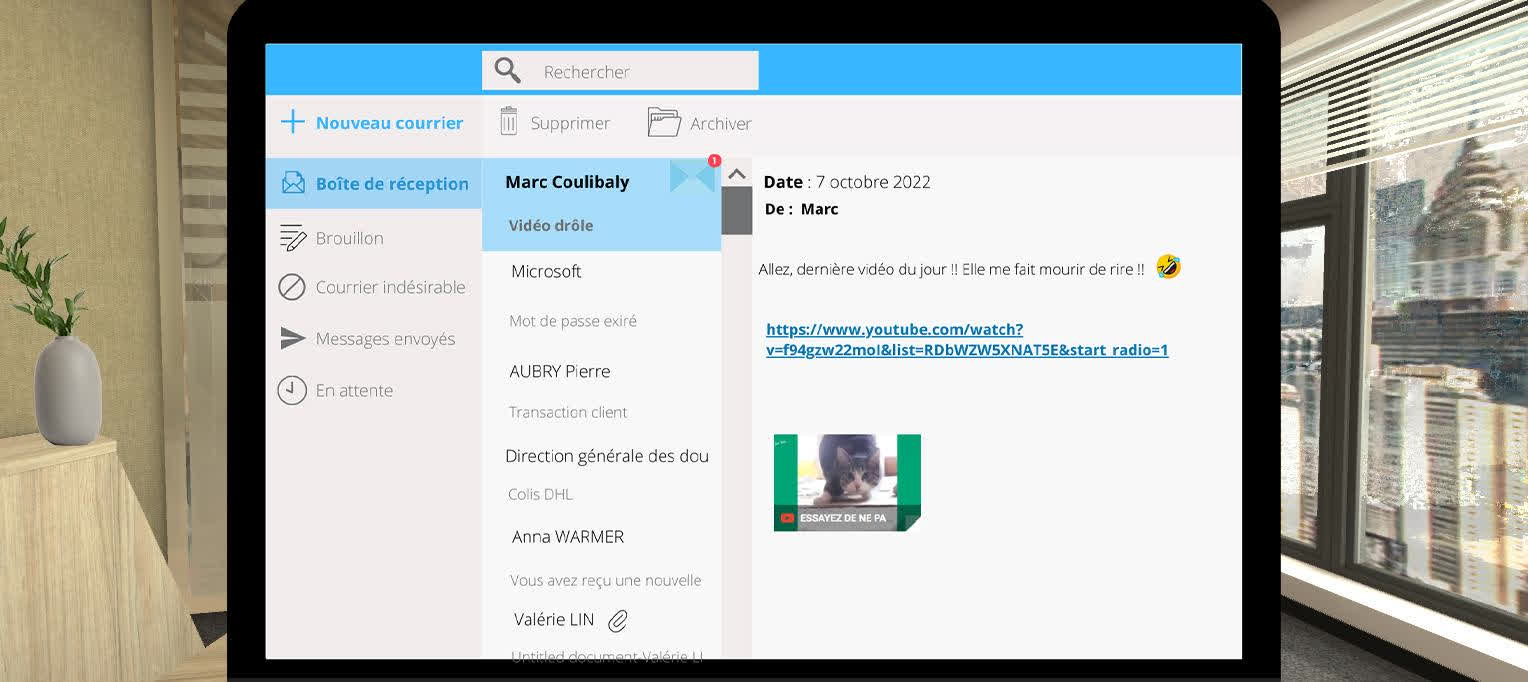 Rechercher
Nouveau courrier
Supprimer
Archiver
Boîte de réception
Brouillon
Courrier indésirable
Messages envoyés
En attente
Marc Coulibaly
1
Vidéo drôle
Microsoft
Mot de passe exiré
AUBRY Pierre
Transaction client
Direction générale des dou
Colis DHL
Anna WARMER
Vous avez reçu une nouvelle
Valérie LIN
Untitled document-Valérie LI
Date : 7 octobre 2022
De : Marc
Allez, dernière vidéo du jour !! Elle me fait mourir de rire !!
https://www.youtube.com/watch?
v=f94gzw22moI&list=RDbWZW5XNAT5E&start_radio=1
ESSAYEZ DE NE PA